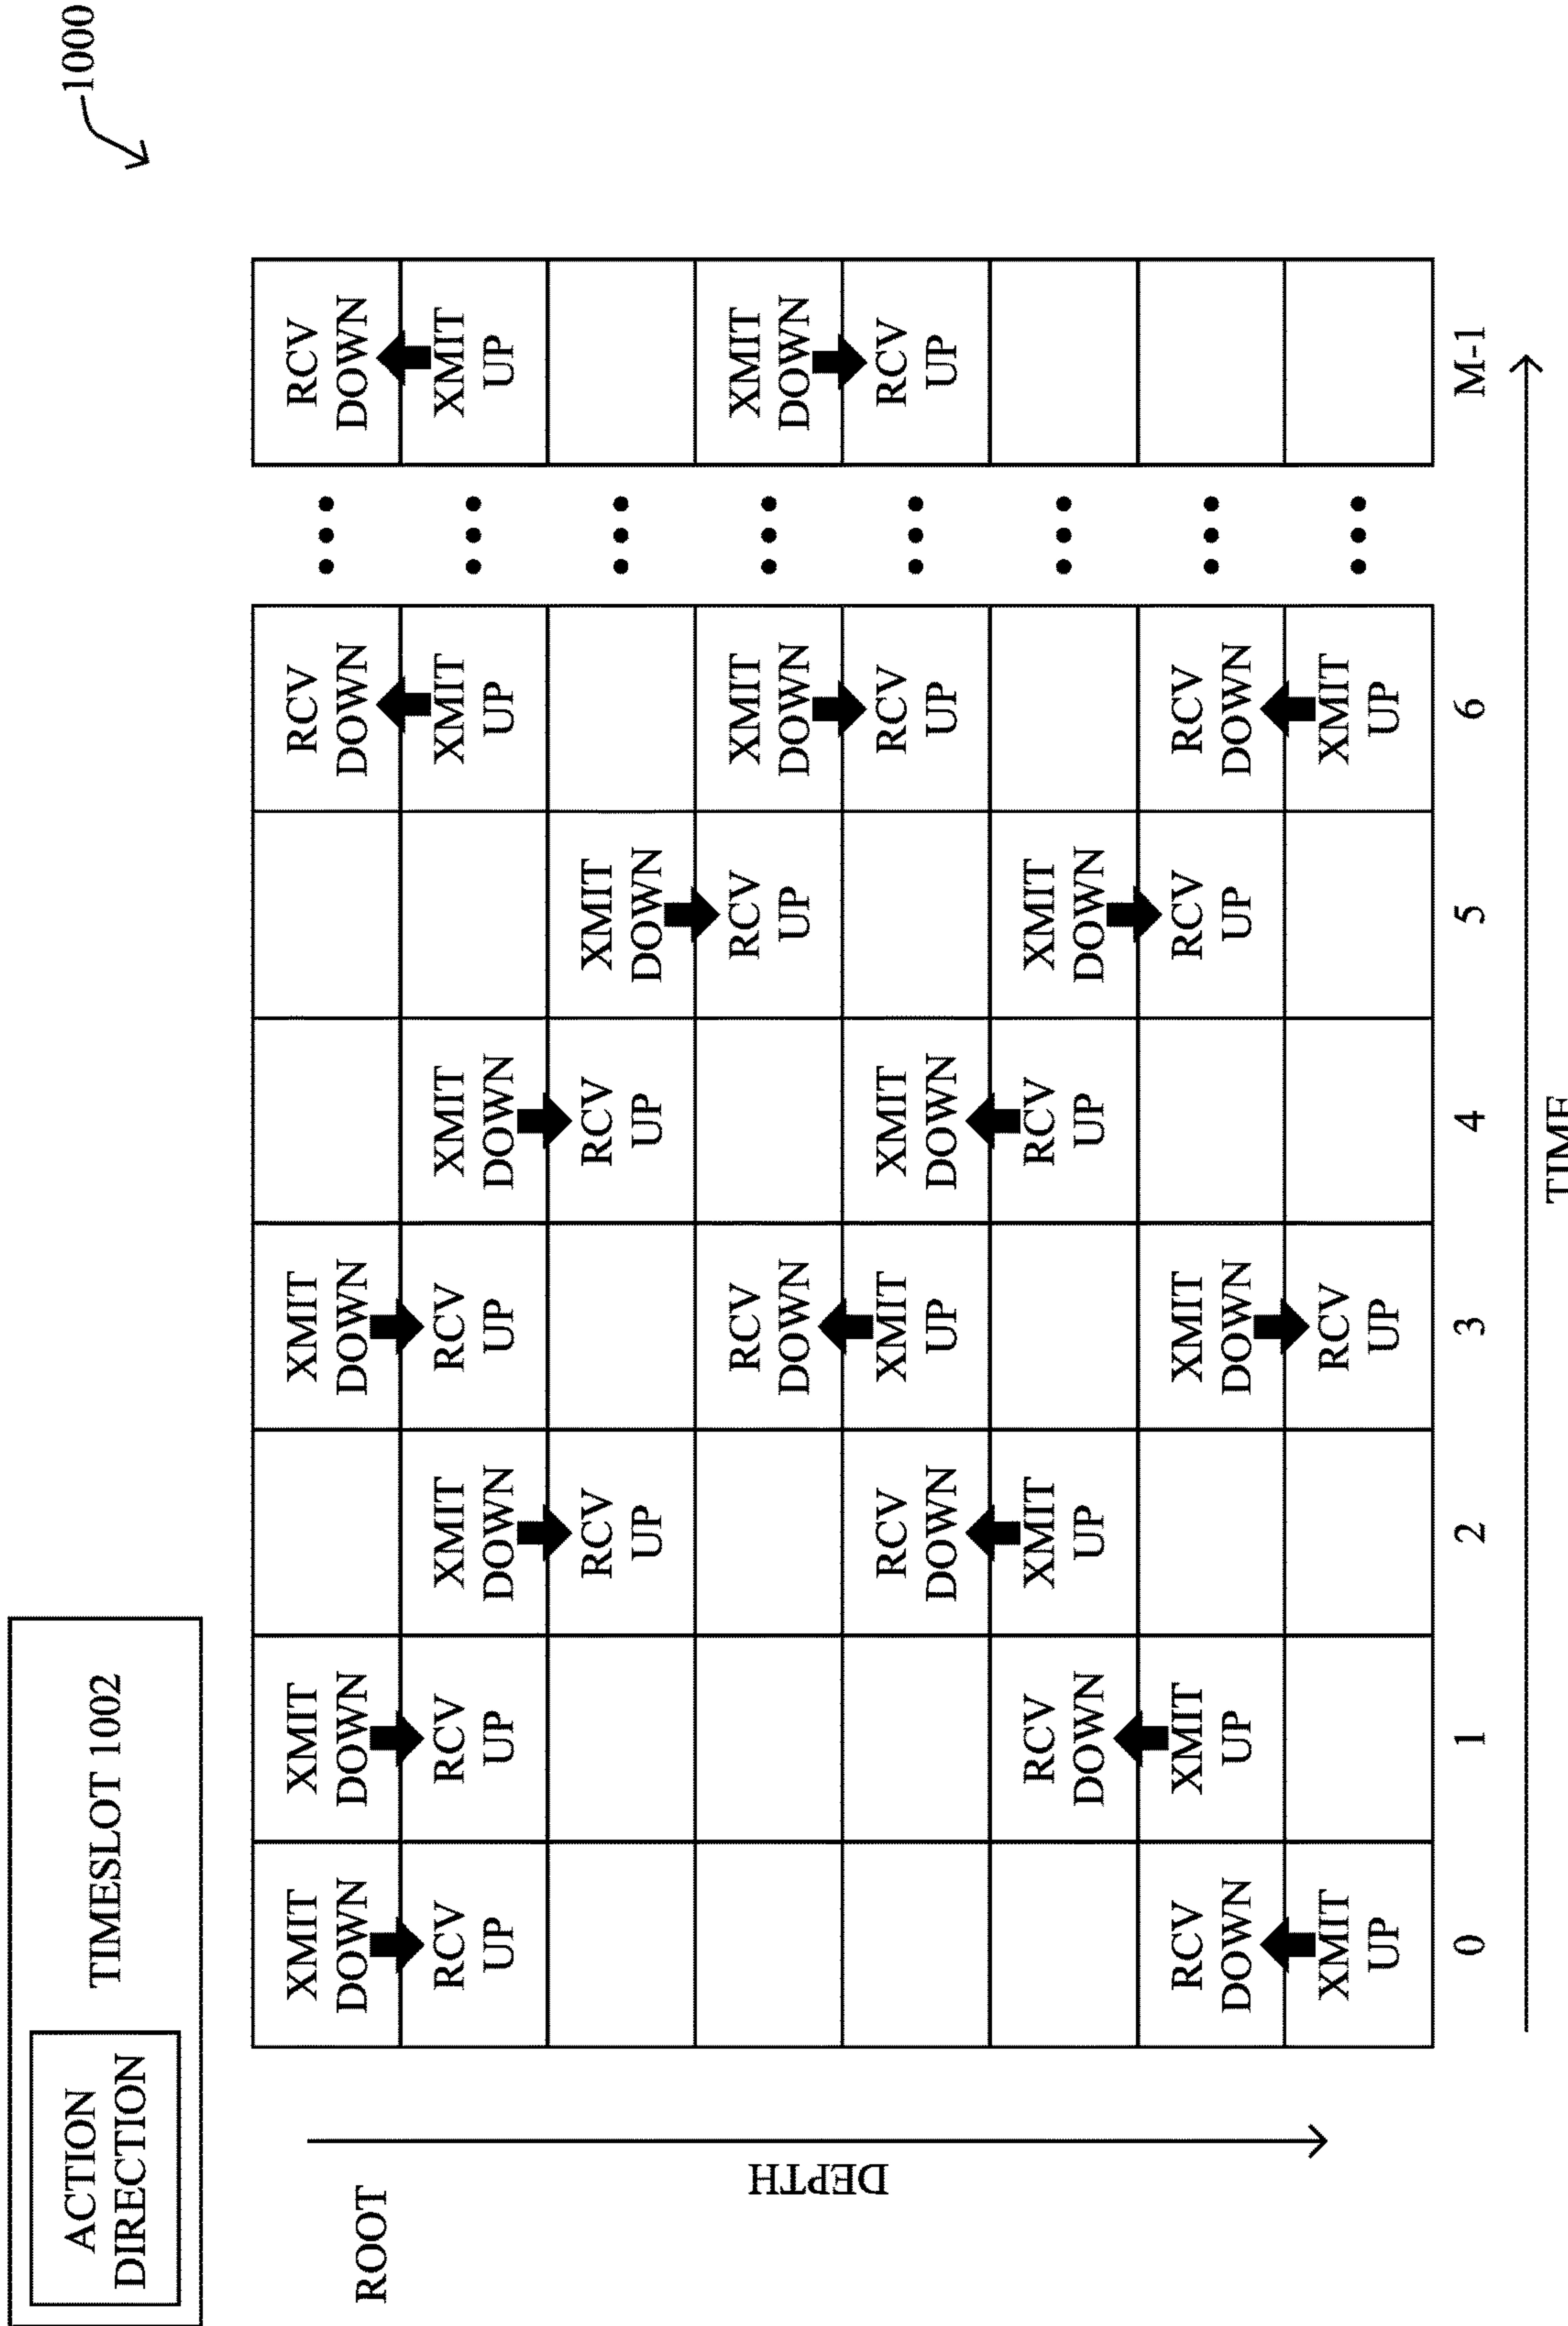 ACTION
DIRECTION
TIMESLOT 1002
1000
ROOT
DEPTH
XMIT XMIT XMIT RCV RCV
DOWN DOWN DOWN DOWN DOWN
RCV RCV XMIT RCV XMIT XMIT XMIT
UP UP DOWN UP DOWN UP UP
RCV RCV XMIT
UP UP DOWN
RCV RCV XMIT XMIT
DOWN UP DOWN DOWN
RCV XMIT XMIT RCV RCV
DOWN UP DOWN UP UP
RCV XMIT RCV XMIT
DOWN UP UP DOWN
RCV XMIT XMIT RCV RCV
DOWN UP DOWN UP DOWN
XMIT RCV XMIT
UP UP UP
0 1 2 3 4 5 6 M-1
TIME